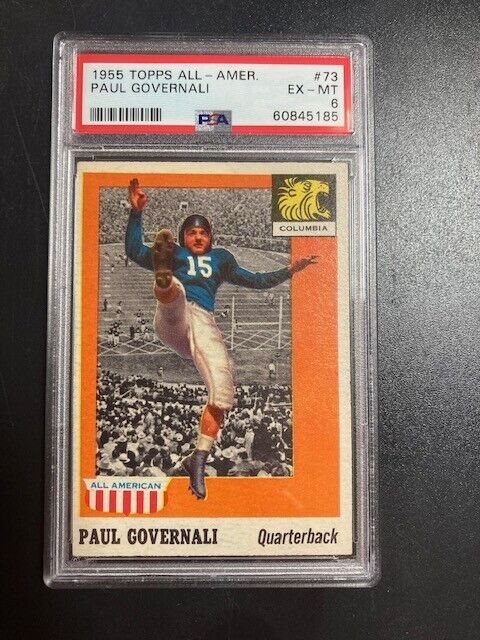 1955 TOPPS ALL-AMER. #73
PAUL GOVERNALI EX-MT
PSA 6
60845185
COLUMBIA
15
ALL AMERICAN
PAUL GOVERNALI Quarterback